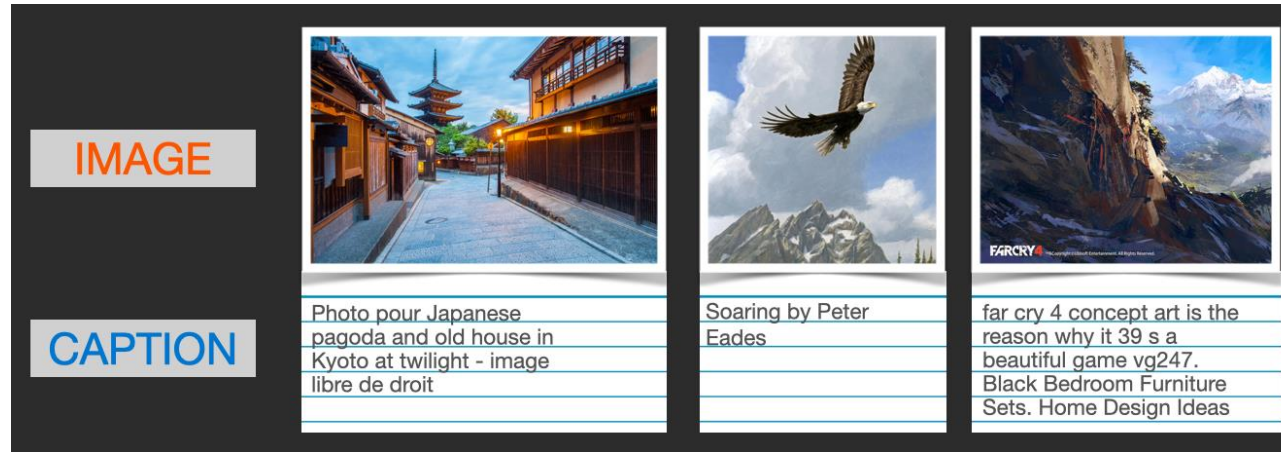 IMAGE
FARCRY4
CAPTION
Photo pour Japanese
pagoda and old house in
Kyoto at twilight - image
libre de droit
Soaring by Peter
Eades
far cry 4 concept art is the
reason why it 39 s a
beautiful game vg247.
Black Bedroom Furniture
Sets. Home Design Ideas